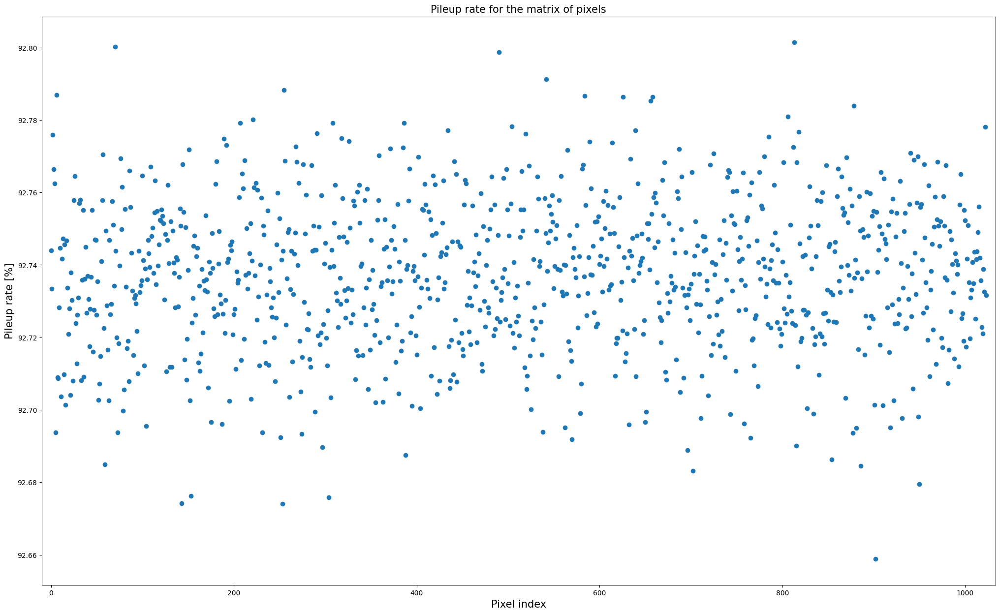 Pileup rate for the matrix of pixels
92.80
92.78
92.76
92.74
92.72
92.70
92.68
92.66
Pileup rate [%]
0 200 400 600 800 1000
Pixel index